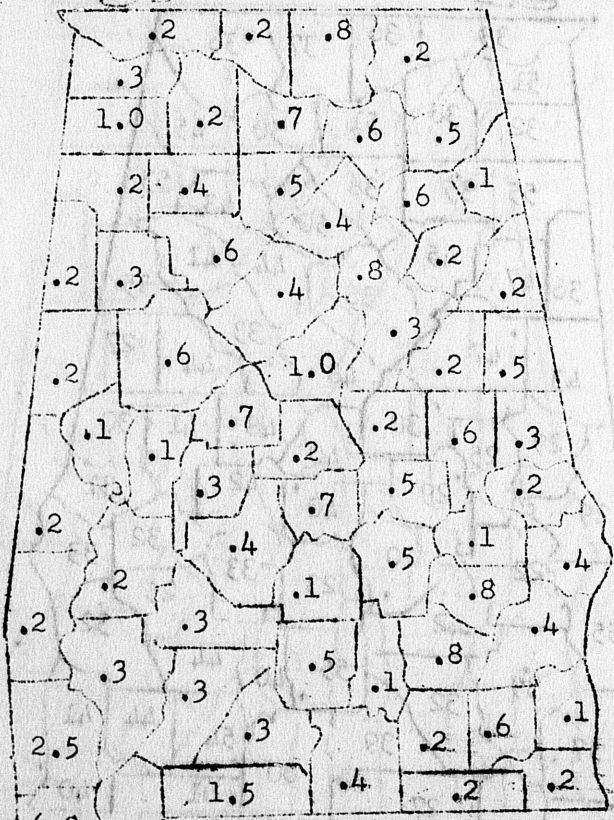 .2 .2 .8 .2
.3
1.0 .2 .7 .6 .5
.2 .4 .5 .6 .1
.4
.6 .8 .2
.2 .3 .4 .2
.3
.6 1.0 .2 .5
.2
.7 .2 .6 .3
.1 .1 .2
.3 .5 .2
.7
.2 .4 .1
.5 .4
.2 .1 .8
.2 .3 .4
.3 .5 .8
.3 .1
.3 .6 .1
2.5 .2
1.5 .4 .2 .2